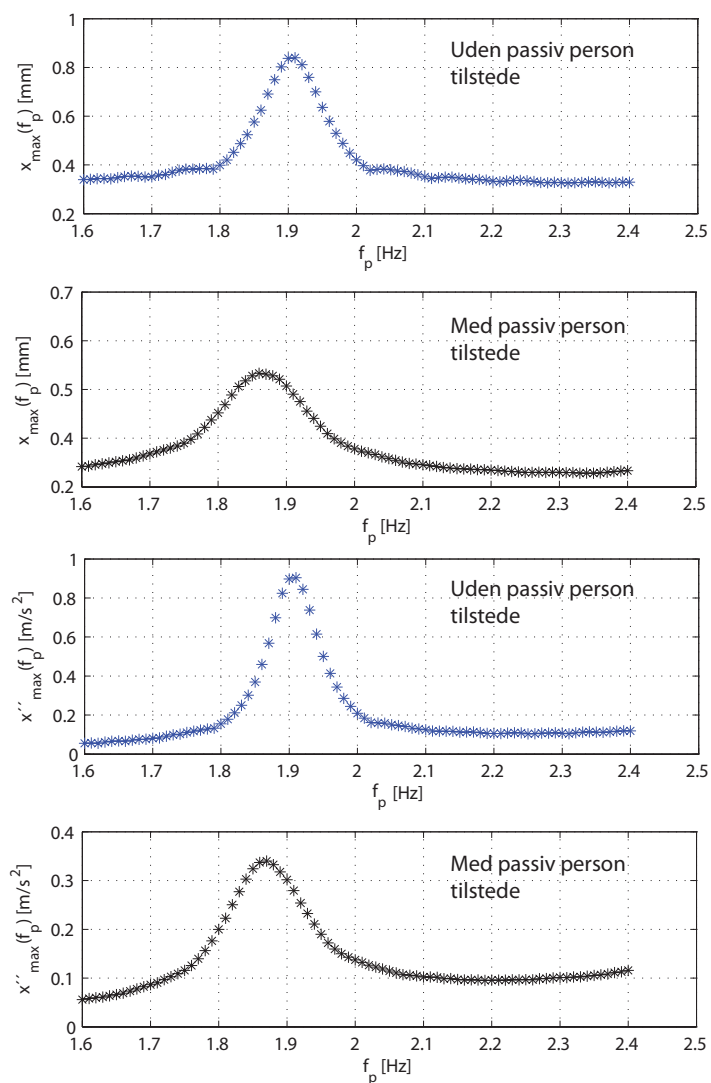 1
0.8
0.6
0.4
0.2
x_max(f_p) [mm]
Uden passiv person
tilstede
1.6 1.7 1.8 1.9 2 2.1 2.2 2.3 2.4 2.5
f_p [Hz]
0.7
0.6
0.5
0.4
0.2
x_max(f_p) [mm]
Med passiv person
tilstede
1.6 1.7 1.8 1.9 2 2.1 2.2 2.3 2.4 2.5
f_p [Hz]
1
0.8
0.6
0.4
0.2
0
x´´_max(f_p) [m/s²]
Uden passiv person
tilstede
1.6 1.7 1.8 1.9 2 2.1 2.2 2.3 2.4 2.5
f_p [Hz]
0.4
0.3
0.2
0.1
0
x´´_max(f_p) [m/s²]
Med passiv person
tilstede
1.6 1.7 1.8 1.9 2 2.1 2.2 2.3 2.4 2.5
f_p [Hz]